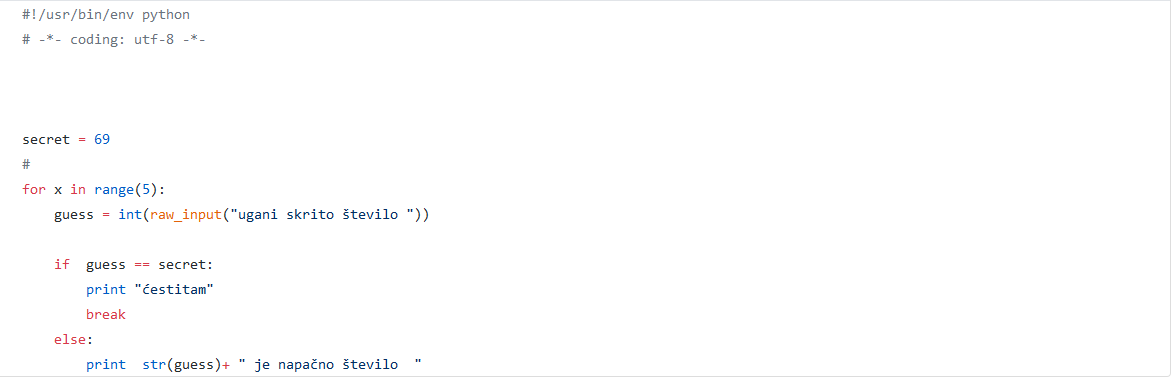 #!/usr/bin/env python
# -*- coding: utf-8 -*-
secret = 69
#
for x in range(5):
    guess = int(raw_input("ugani skrito število "))
    if  guess == secret:
        print "ćestitam"
        break
    else:
        print  str(guess)+ " je napačno število  "